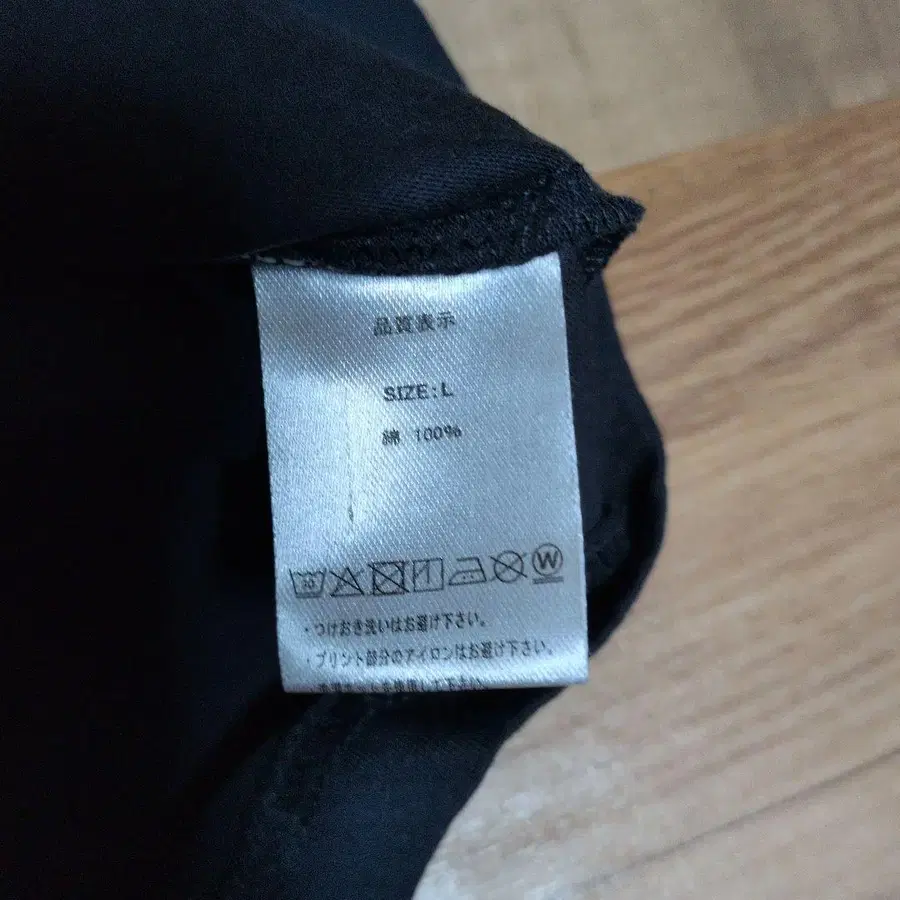 品質表示
SIZE:L
綿 100%
W
・つけおき洗いはお避け下さい。
・プリント部分のアイロンはお避け下さい。